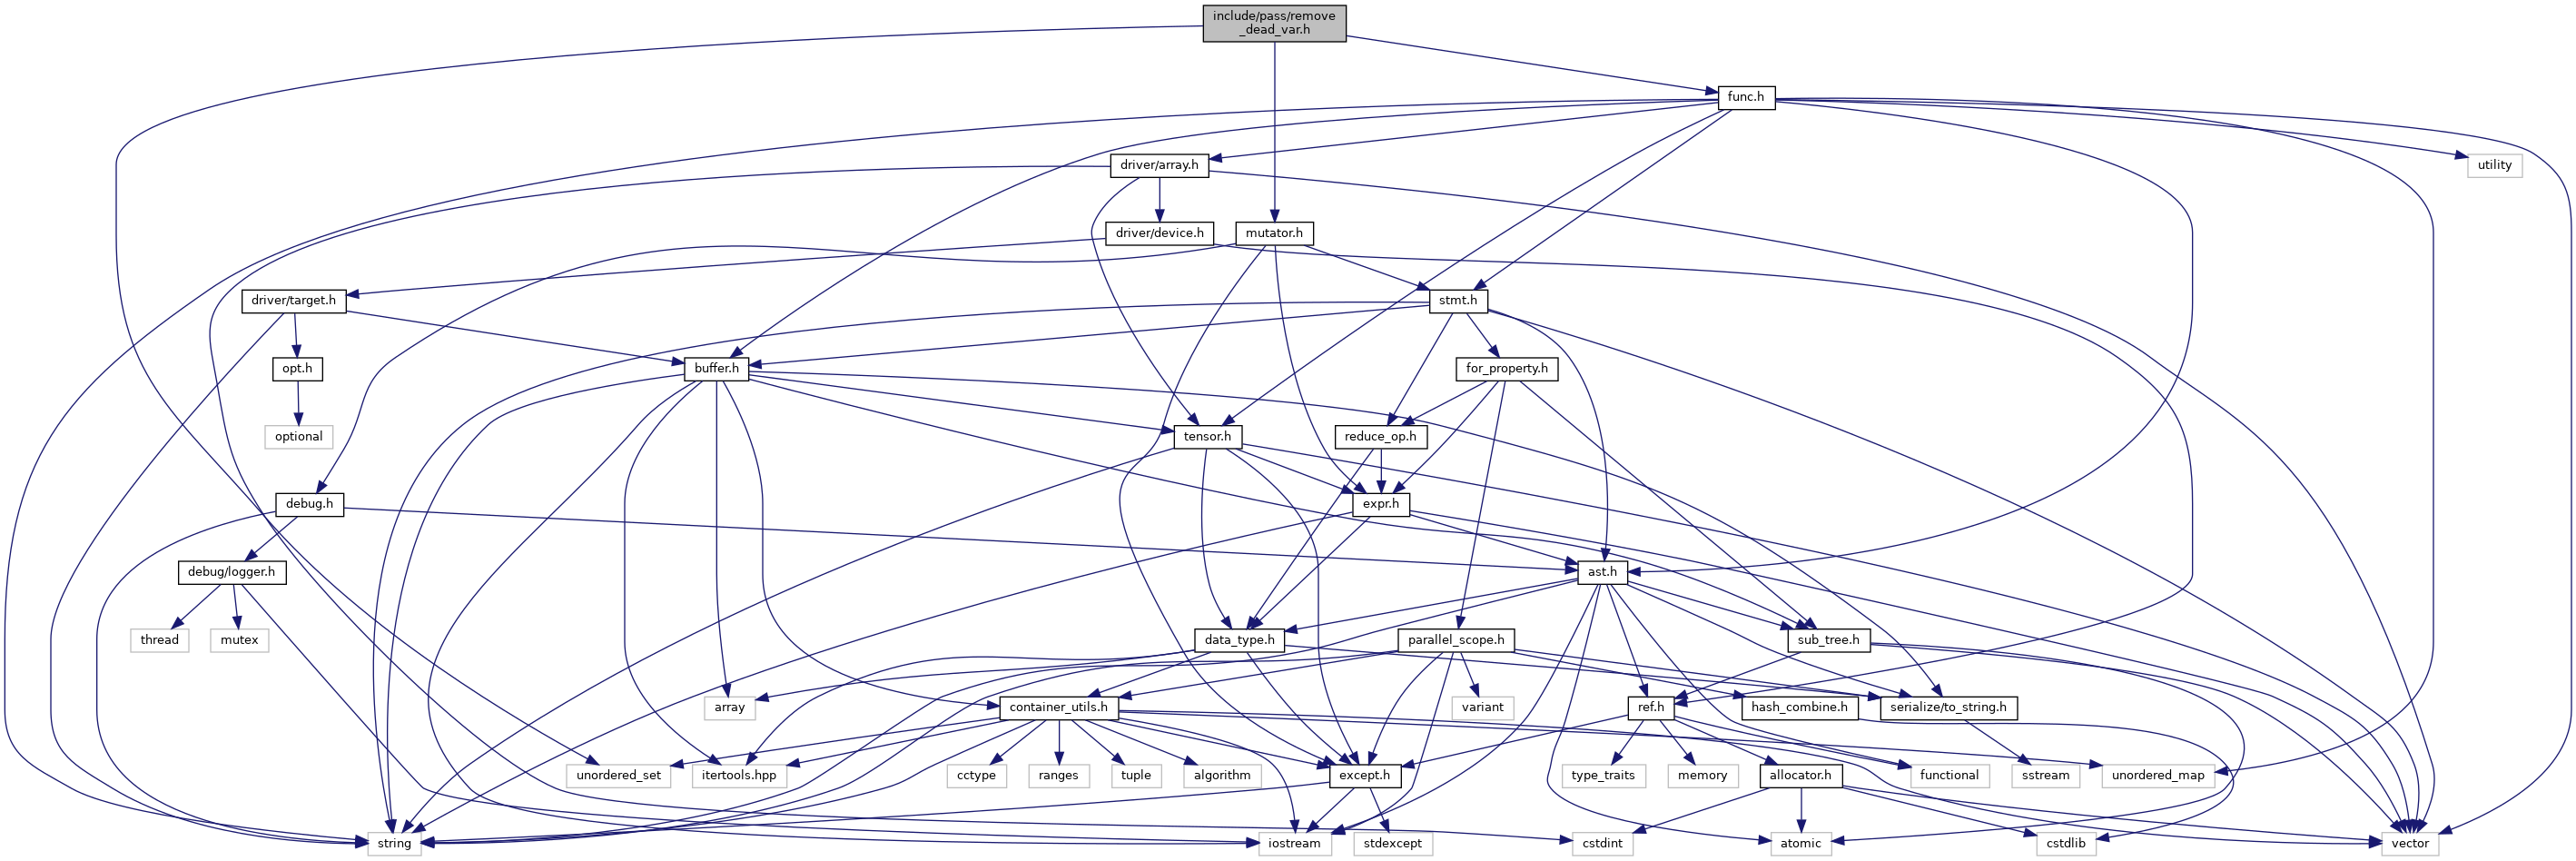 include/pass/remove
_dead_var.h
func.h
driver/array.h
utility
driver/device.h
mutator.h
driver/target.h
stmt.h
opt.h
buffer.h
for_property.h
optional
tensor.h
reduce_op.h
debug.h
expr.h
debug/logger.h
ast.h
thread
mutex
data_type.h
parallel_scope.h
sub_tree.h
array
container_utils.h
variant
ref.h
hash_combine.h
serialize/to_string.h
unordered_set
itertools.hpp
cctype
ranges
tuple
algorithm
except.h
type_traits
memory
allocator.h
functional
sstream
unordered_map
string
iostream
stdexcept
cstdint
atomic
cstdlib
vector